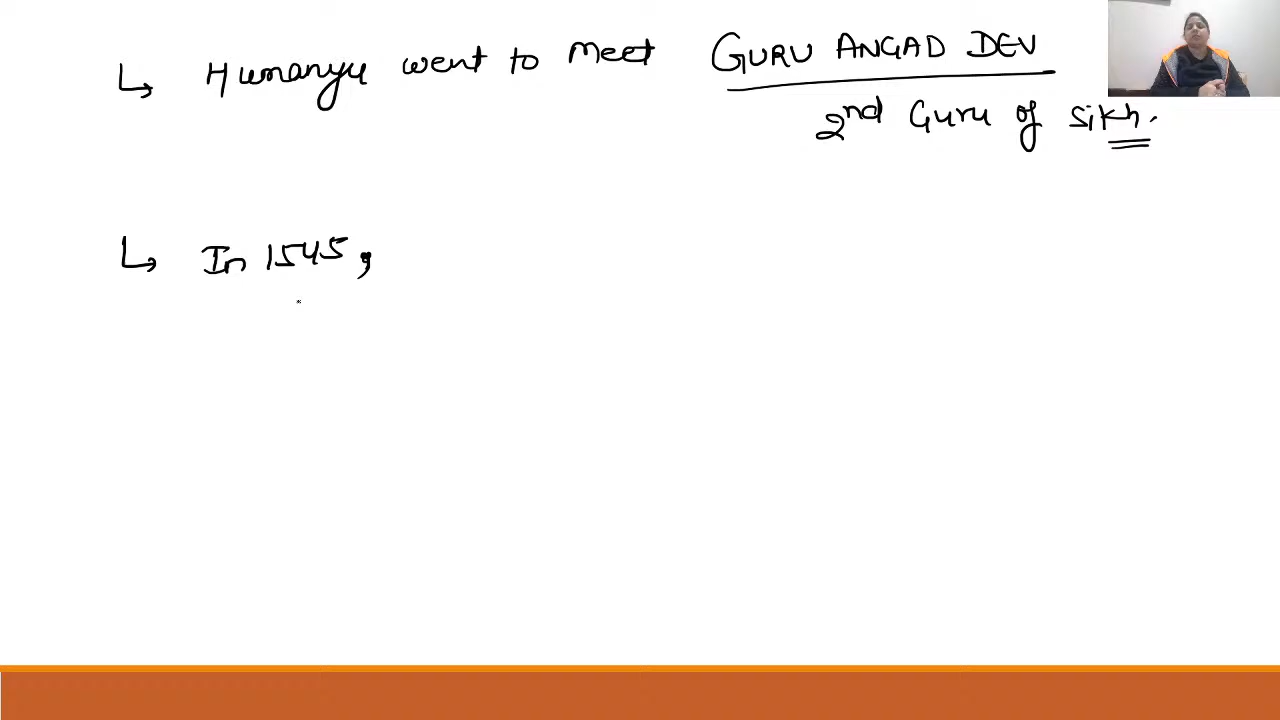 ↳ Humanyu went to meet GURU ANGAD DEV
2nd Guru of Sikh.
↳ In 1545,